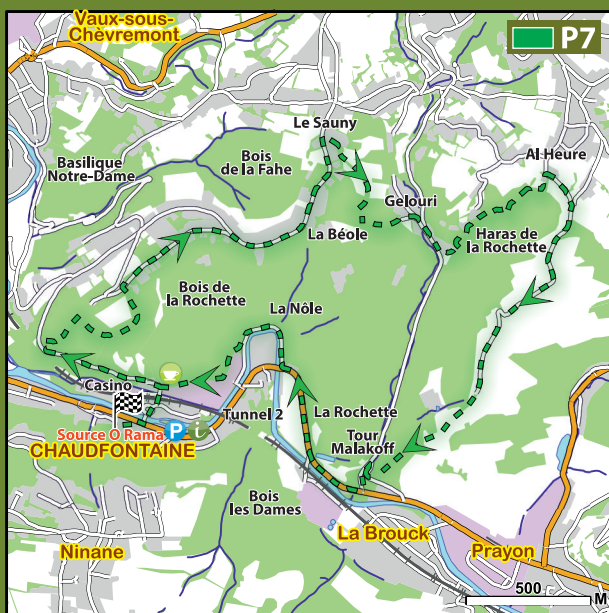 Vaux-sous-
Chèvremont
P7
Le Sauny
Basilique
Notre-Dame
Bois
de la Fahe
Al Heure
Gelouri
La Béole
Haras de
la Rochette
Bois de
la Rochette
La Nôle
Casino
Tunnel 2
La Rochette
Source O Rama
P
i
CHAUDFONTAINE
Tour
Malakoff
Bois
les Dames
La Brouck
Ninane
Prayon
500
M